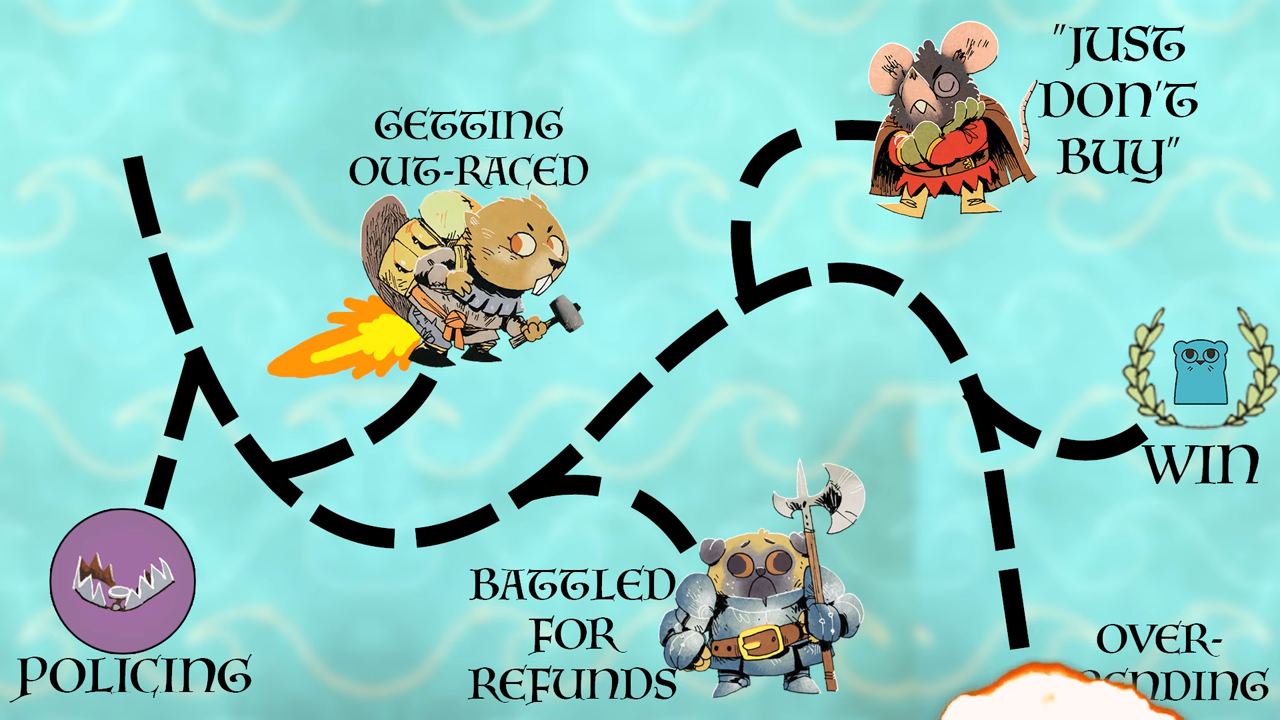 "JUST
DON'T
BUY"
GETTING
OUT-RACED
WIN
BATTLED
FOR
REFUNDS
POLICING
OVER-